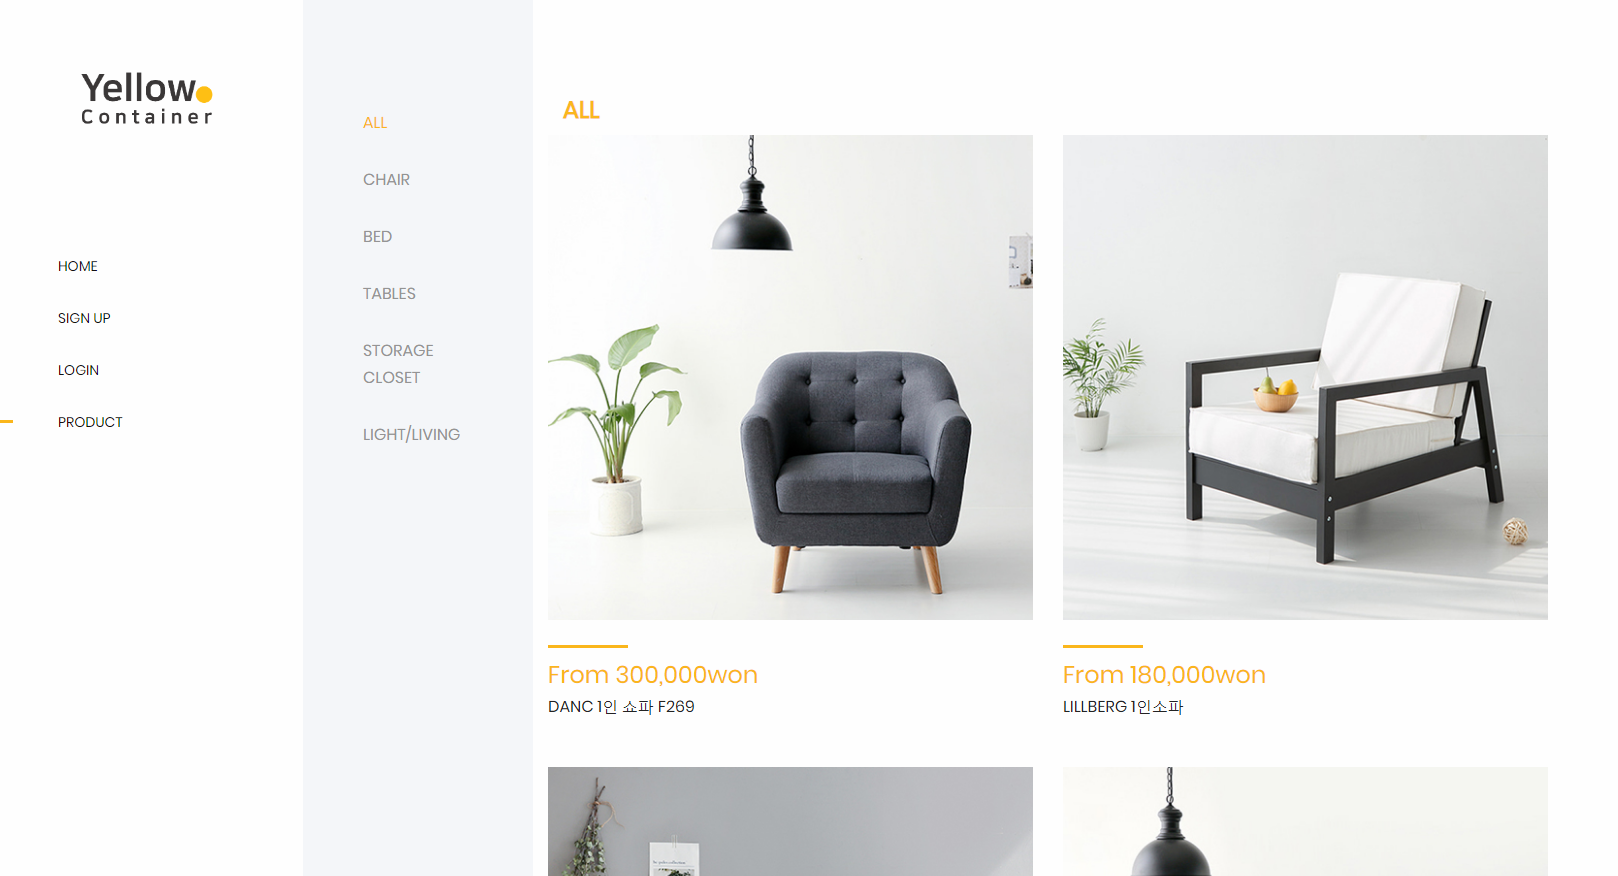 Yellow
Container
HOME
SIGN UP
LOGIN
PRODUCT
ALL
CHAIR
BED
TABLES
STORAGE
CLOSET
LIGHT/LIVING
ALL
From 300,000won
DANC 1인 쇼파 F269
From 180,000won
LILLBERG 1인소파